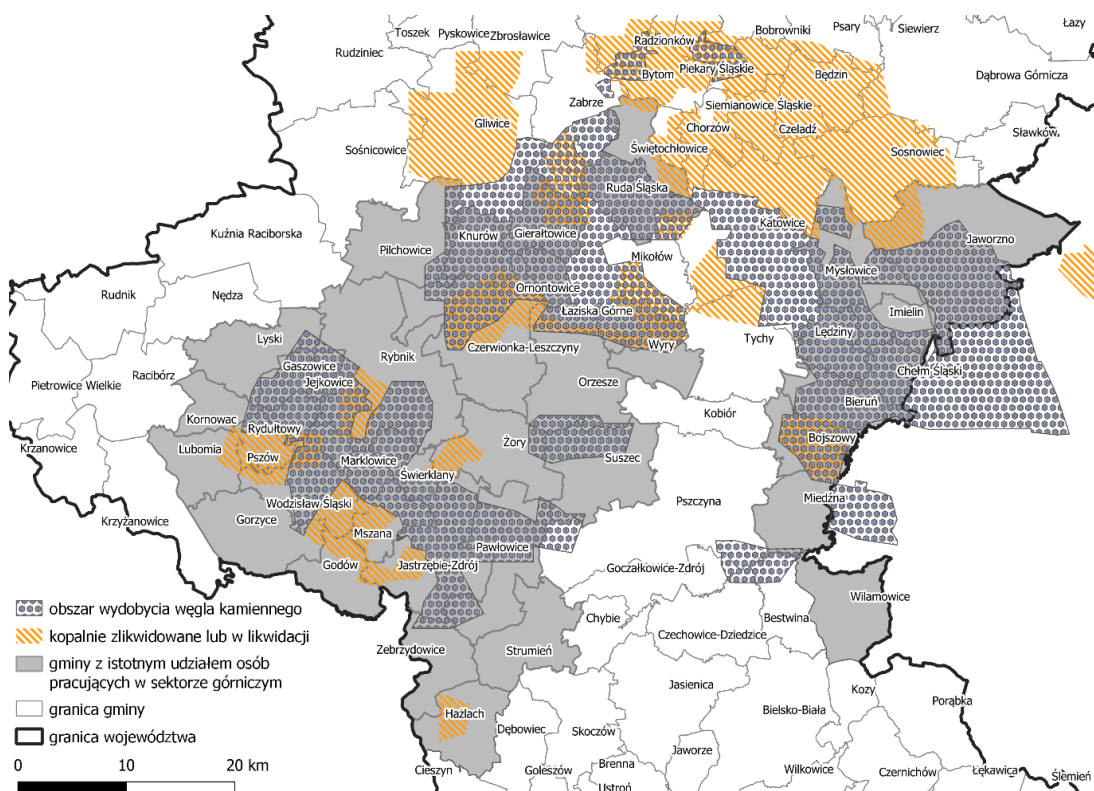 Toszek
Pyskowice
Zbrosławice
Radzionków
Bobrowniki
Psary
Siewierz
Łazy
Rudziniec
Bytom
Piekary Śląskie
Będzin
Dąbrowa Górnicza
Zabrze
Siemianowice Śląskie
Gliwice
Chorzów
Czeladź
Sławków
Sośnicowice
Świętochłowice
Sosnowiec
Ruda Śląska
Kuźnia Raciborska
Knurów
Gierałtowice
Katowice
Jaworzno
Pilchowice
Mikołów
Mysłowice
Rudnik
Nędza
Ornontowice
Łaziska Górne
Imielin
Lyski
Czerwionka-Leszczyny
Wyry
Tychy
Lędziny
Gaszowice
Rybnik
Chełm Śląski
Pietrowice Wielkie
Racibórz
Jejkowice
Orzesze
Bieruń
Kornowac
Kobiór
Krzanowice
Lubomia
Rydułtowy
Pszów
Marklowice
Żory
Suszec
Bojszowy
Świerklany
Pszczyna
Miedźna
Krzyżanowice
Gorzyce
Wodzisław Śląski
Mszana
Pawłowice
Godów
Jastrzębie-Zdrój
Goczałkowice-Zdrój
Wilamowice
Chybie
Bestwina
Czechowice-Dziedzice
Zebrzydowice
Strumień
Jasienica
Kozy
Porąbka
Hażlach
Dębowiec
Skoczów
Bielsko-Biała
Jaworze
Cieszyn
Goleszów
Brenna
Ustroń
Wilkowice
Czernichów
Łękawica
Ślemień
obszar wydobycia węgla kamiennego
kopalnie zlikwidowane lub w likwidacji
gminy z istotnym udziałem osób
pracujących w sektorze górniczym
granica gminy
granica województwa
0 10 20 km